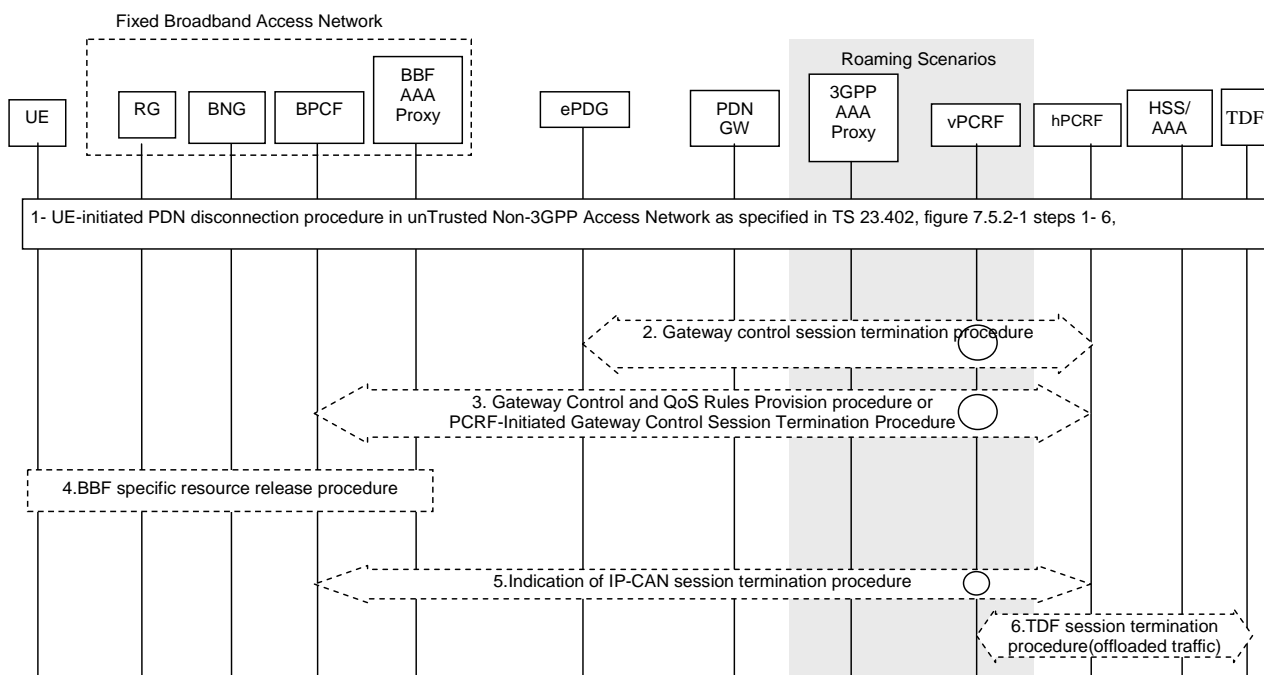 Fixed Broadband Access Network
Roaming Scenarios
UE
RG
BNG
BPCF
BBF
AAA
Proxy
ePDG
PDN
GW
3GPP
AAA
Proxy
vPCRF
hPCRF
HSS/
AAA
TDF
1- UE-initiated PDN disconnection procedure in unTrusted Non-3GPP Access Network as specified in TS 23.402, figure 7.5.2-1 steps 1- 6,
2. Gateway control session termination procedure
3. Gateway Control and QoS Rules Provision procedure or
PCRF-Initiated Gateway Control Session Termination Procedure
4.BBF specific resource release procedure
5.Indication of IP-CAN session termination procedure
6.TDF session termination
procedure(offloaded traffic)